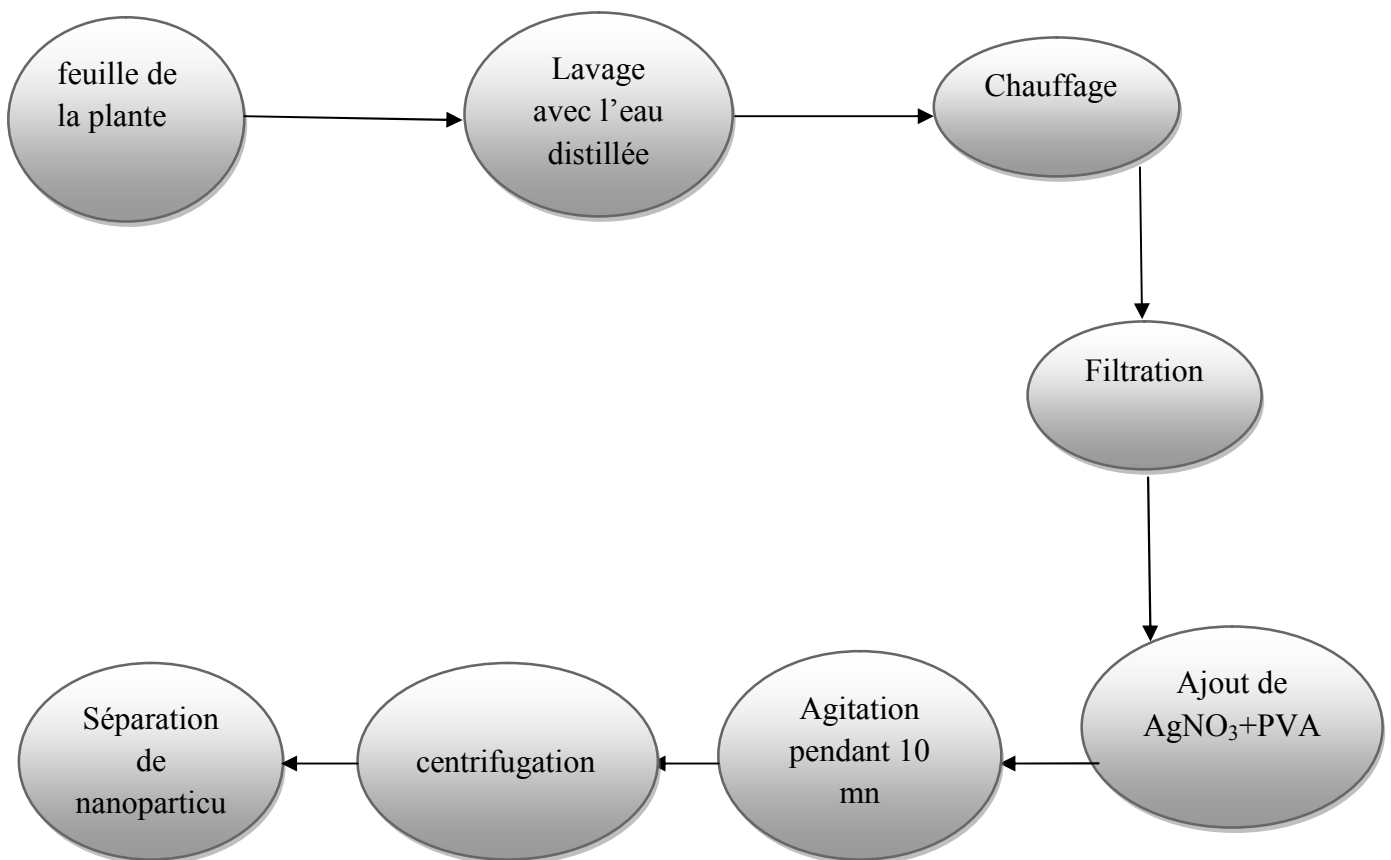 feuille de
la plante
Lavage
avec l’eau
distillée
Chauffage
Filtration
Ajout de
AgNO₃+PVA
Agitation
pendant 10
mn
centrifugation
Séparation
de
nanoparticu